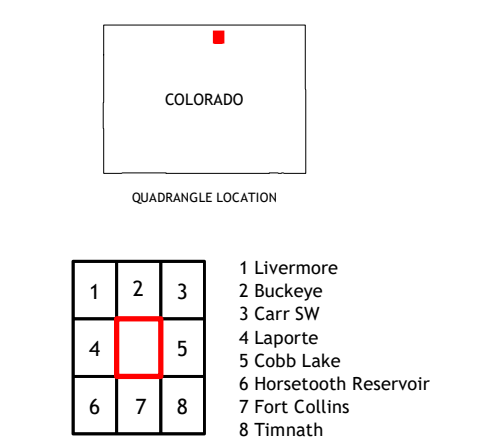 COLORADO
QUADRANGLE LOCATION
1 2 3
4 5
6 7 8
1 Livermore
2 Buckeye
3 Carr SW
4 Laporte
5 Cobb Lake
6 Horsetooth Reservoir
7 Fort Collins
8 Timnath